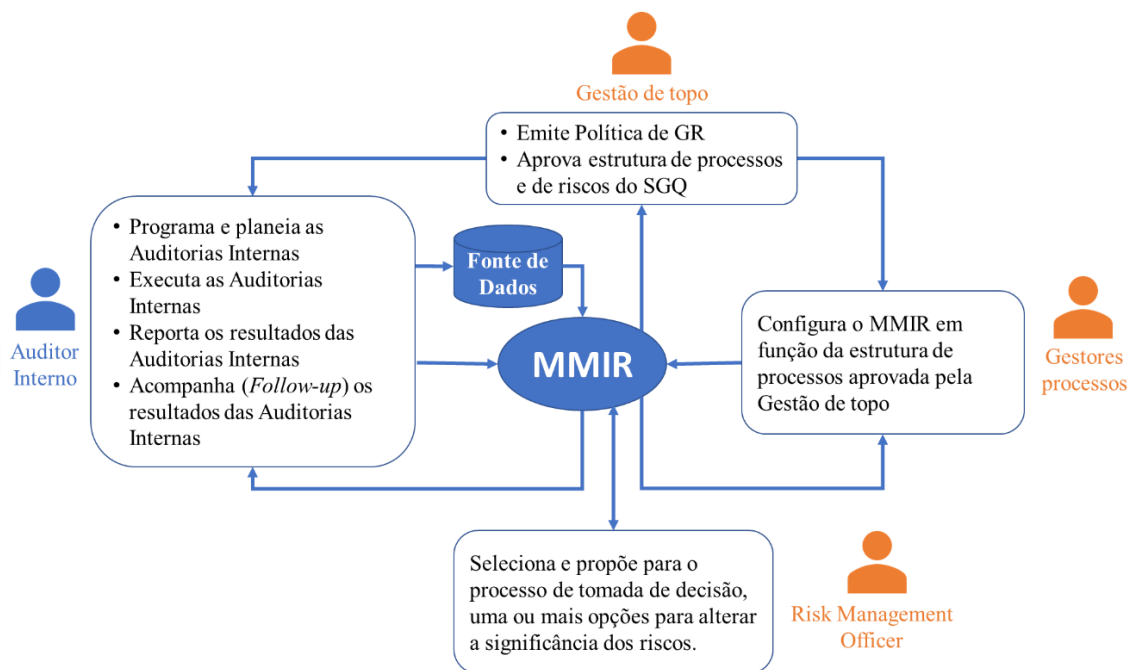 Gestão de topo
• Emite Política de GR
• Aprova estrutura de processos
e de riscos do SGQ
• Programa e planeia as
Auditorias Internas
• Executa as Auditorias
Internas
• Reporta os resultados das
Auditorias Internas
• Acompanha (Follow-up) os
resultados das Auditorias
Internas
Auditor
Interno
Fonte de
Dados
MMIR
Configura o MMIR em
função da estrutura de
processos aprovada pela
Gestão de topo
Gestores
processos
Seleciona e propõe para o
processo de tomada de decisão,
uma ou mais opções para alterar
a significância dos riscos.
Risk Management
Officer